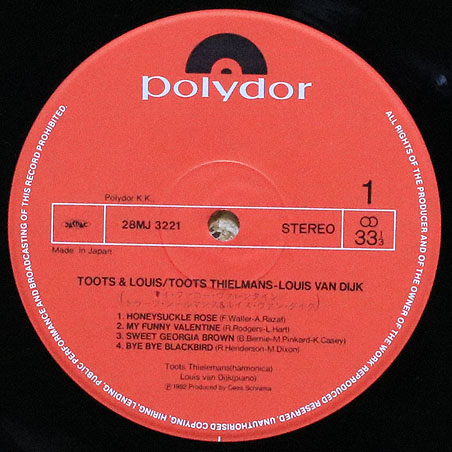 polydor
Polydor K.K.
1
28MJ 3221
STEREO
33 1/3
Made in Japan
TOOTS & LOUIS/TOOTS THIELMANS-LOUIS VAN DIJK
1. HONEYSUCKLE ROSE (F.Waller-A.Razaf)
2. MY FUNNY VALENTINE (R.Rodgers-L.Hart)
3. SWEET GEORGIA BROWN (B.Bernie-M.Pinkard-K.Casey)
4. BYE BYE BLACKBIRD (R.Henderson-M.Dixon)
Toots Thielemans(harmonica)
Louis van Dijk(piano)
Ⓟ 1982 Produced by Cees Schrama
ALL RIGHTS OF THE PRODUCER AND OF THE OWNER OF THE WORK REPRODUCED RESERVED. UNAUTHORISED COPYING, HIRING, LENDING, PUBLIC PERFORMANCE AND BROADCASTING OF THIS RECORD PROHIBITED.